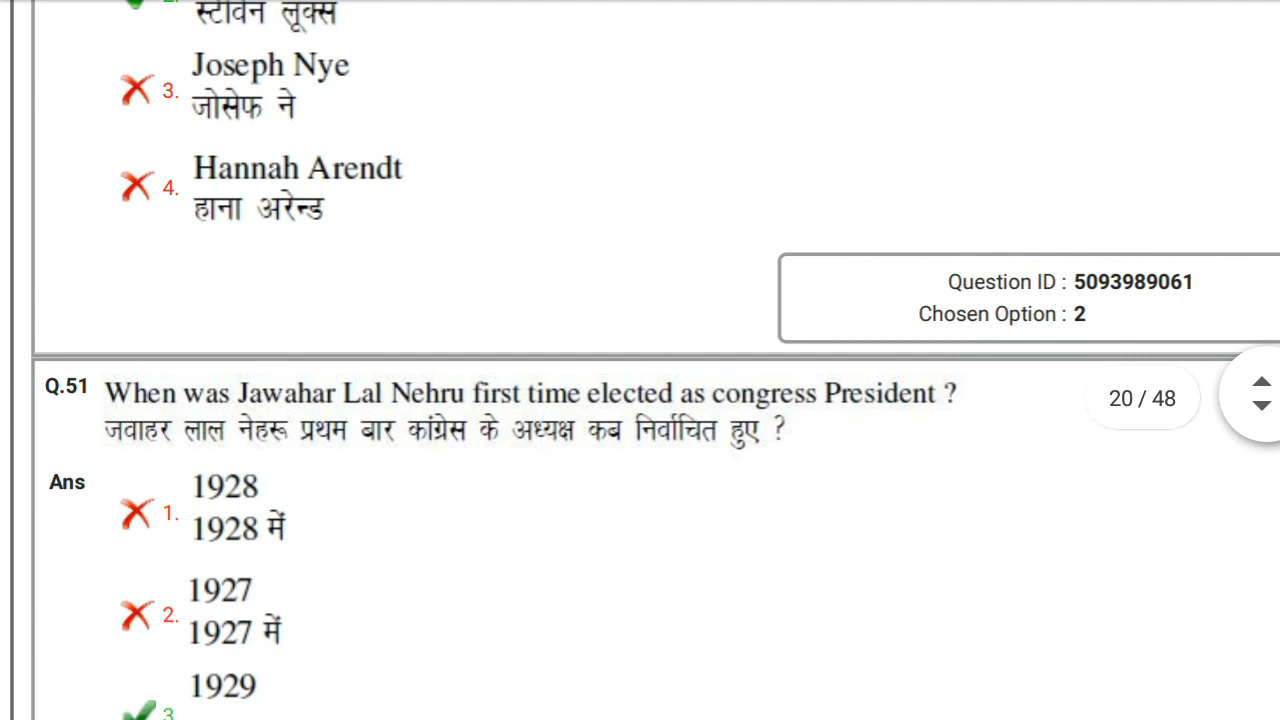 स्टीवन लूक्स
Joseph Nye
3.
जोसेफ ने
Hannah Arendt
4.
हाना अरेन्ड
Question ID : 5093989061
Chosen Option : 2
Q.51 When was Jawahar Lal Nehru first time elected as congress President ?
20 / 48
जवाहर लाल नेहरू प्रथम बार कांग्रेस के अध्यक्ष कब निर्वाचित हुए ?
Ans
1928
1.
1928 में
1927
2.
1927 में
1929
3